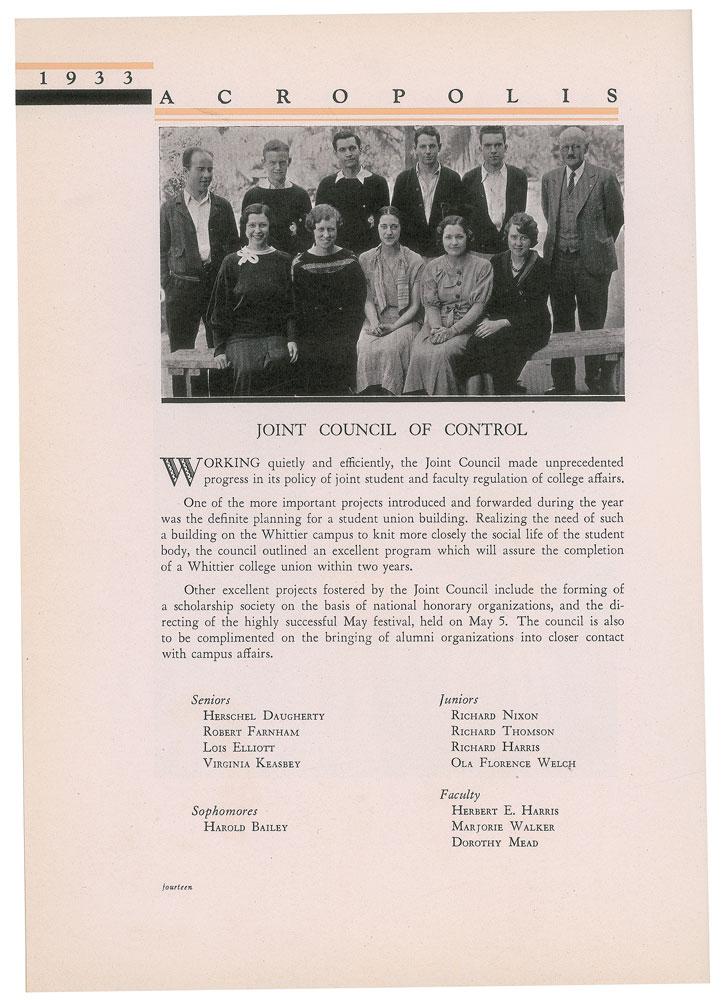 1933
ACROPOLIS
JOINT COUNCIL OF CONTROL
WORKING quietly and efficiently, the Joint Council made unprecedented
progress in its policy of joint student and faculty regulation of college affairs.
One of the more important projects introduced and forwarded during the year
was the definite planning for a student union building. Realizing the need of such
a building on the Whittier campus to knit more closely the social life of the student
body, the council outlined an excellent program which will assure the completion
of a Whittier college union within two years.
Other excellent projects fostered by the Joint Council include the forming of
a scholarship society on the basis of national honorary organizations, and the di-
recting of the highly successful May festival, held on May 5. The council is also
to be complimented on the bringing of alumni organizations into closer contact
with campus affairs.
Seniors
HERSCHEL DAUGHERTY
ROBERT FARNHAM
LOIS ELLIOTT
VIRGINIA KEASBEY
Juniors
RICHARD NIXON
RICHARD THOMSON
RICHARD HARRIS
OLA FLORENCE WELCH
Sophomores
HAROLD BAILEY
Faculty
HERBERT E. HARRIS
MARJORIE WALKER
DOROTHY MEAD
fourteen